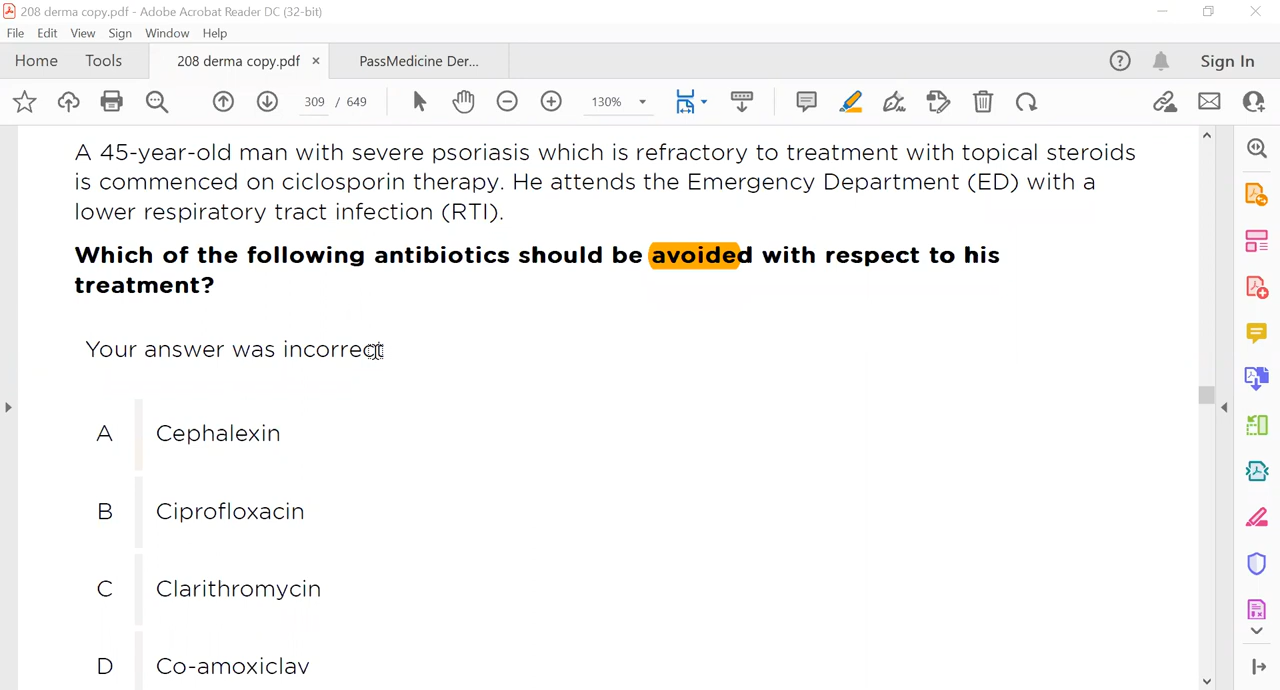 208 derma copy.pdf - Adobe Acrobat Reader DC (32-bit)
File Edit View Sign Window Help
Home Tools 208 derma copy.pdf × PassMedicine Der... Sign In
309 / 649 130%
A 45-year-old man with severe psoriasis which is refractory to treatment with topical steroids
is commenced on ciclosporin therapy. He attends the Emergency Department (ED) with a
lower respiratory tract infection (RTI).
Which of the following antibiotics should be avoided with respect to his
treatment?
Your answer was incorrect
A Cephalexin
B Ciprofloxacin
C Clarithromycin
D Co-amoxiclav